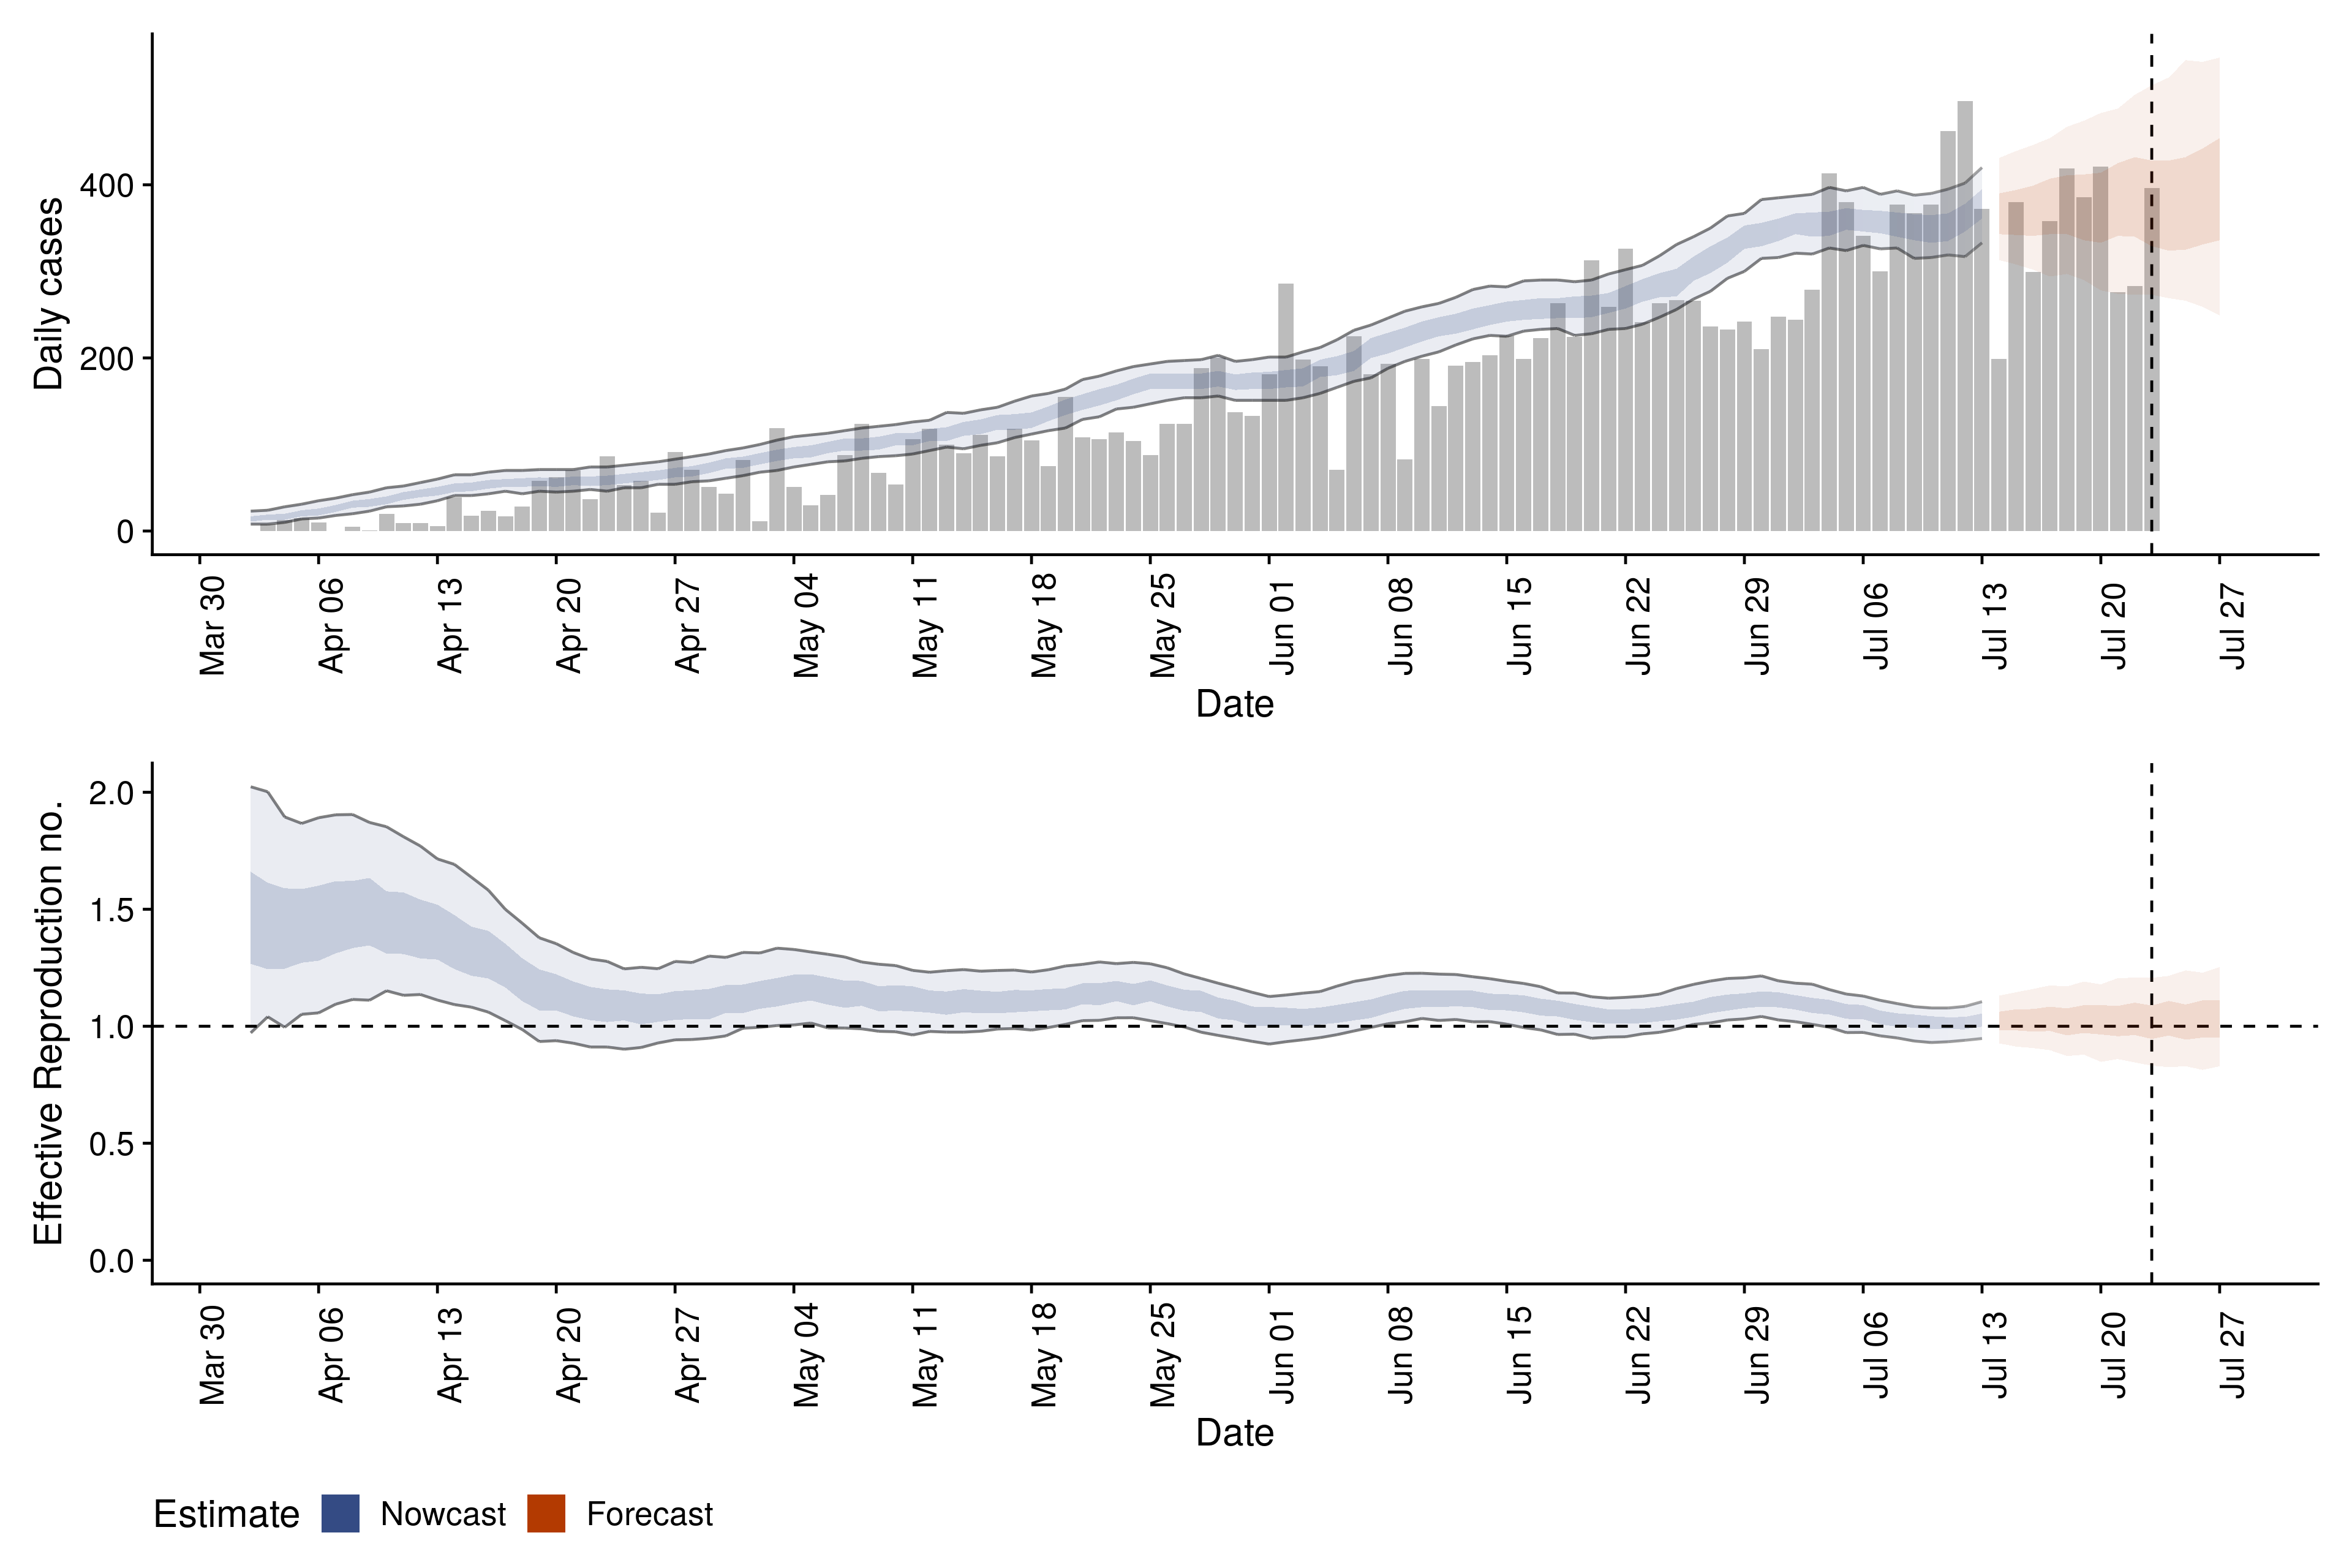 Daily cases
400
200
0
Mar 30
Apr 06
Apr 13
Apr 20
Apr 27
May 04
May 11
May 18
May 25
Jun 01
Jun 08
Jun 15
Jun 22
Jun 29
Jul 06
Jul 13
Jul 20
Jul 27
Date
Effective Reproduction no.
2.0
1.5
1.0
0.5
0.0
Mar 30
Apr 06
Apr 13
Apr 20
Apr 27
May 04
May 11
May 18
May 25
Jun 01
Jun 08
Jun 15
Jun 22
Jun 29
Jul 06
Jul 13
Jul 20
Jul 27
Date
Estimate Nowcast Forecast